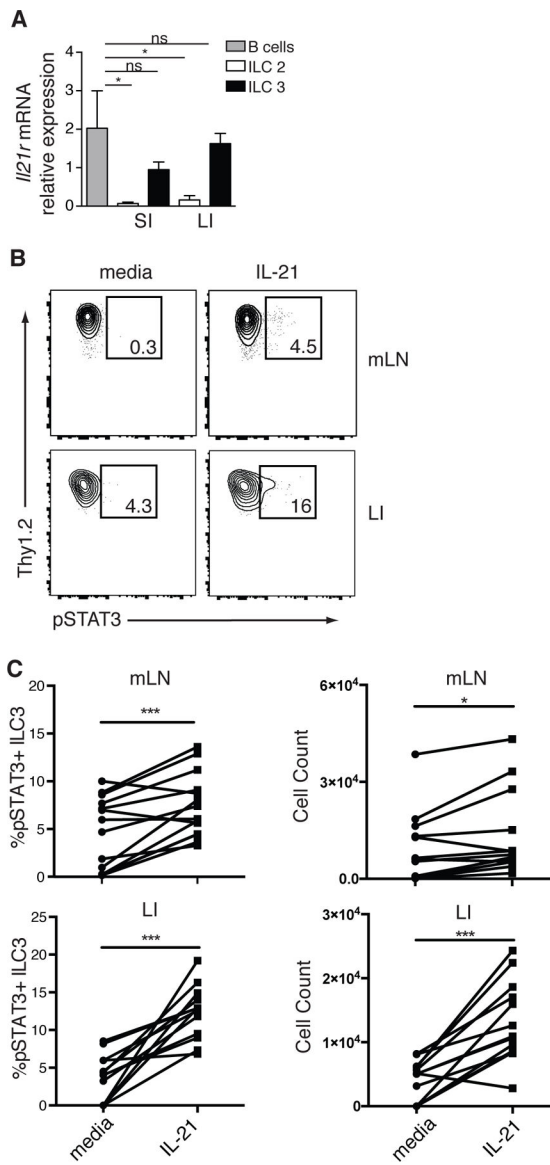 A
ns
*
ns
*
B cells
ILC 2
ILC 3
Il21r mRNA
relative expression
4
3
2
1
0
SI
LI
B
media
IL-21
0.3
4.5
mLN
4.3
16
LI
Thy1.2
pSTAT3
C
mLN
***
%pSTAT3+ ILC3
20
15
10
5
0
mLN
*
Cell Count
6×10⁴
3×10⁴
0.0
LI
***
%pSTAT3+ ILC3
25
20
15
10
5
0
media
IL-21
LI
***
Cell Count
3×10⁴
2×10⁴
1×10⁴
0
media
IL-21